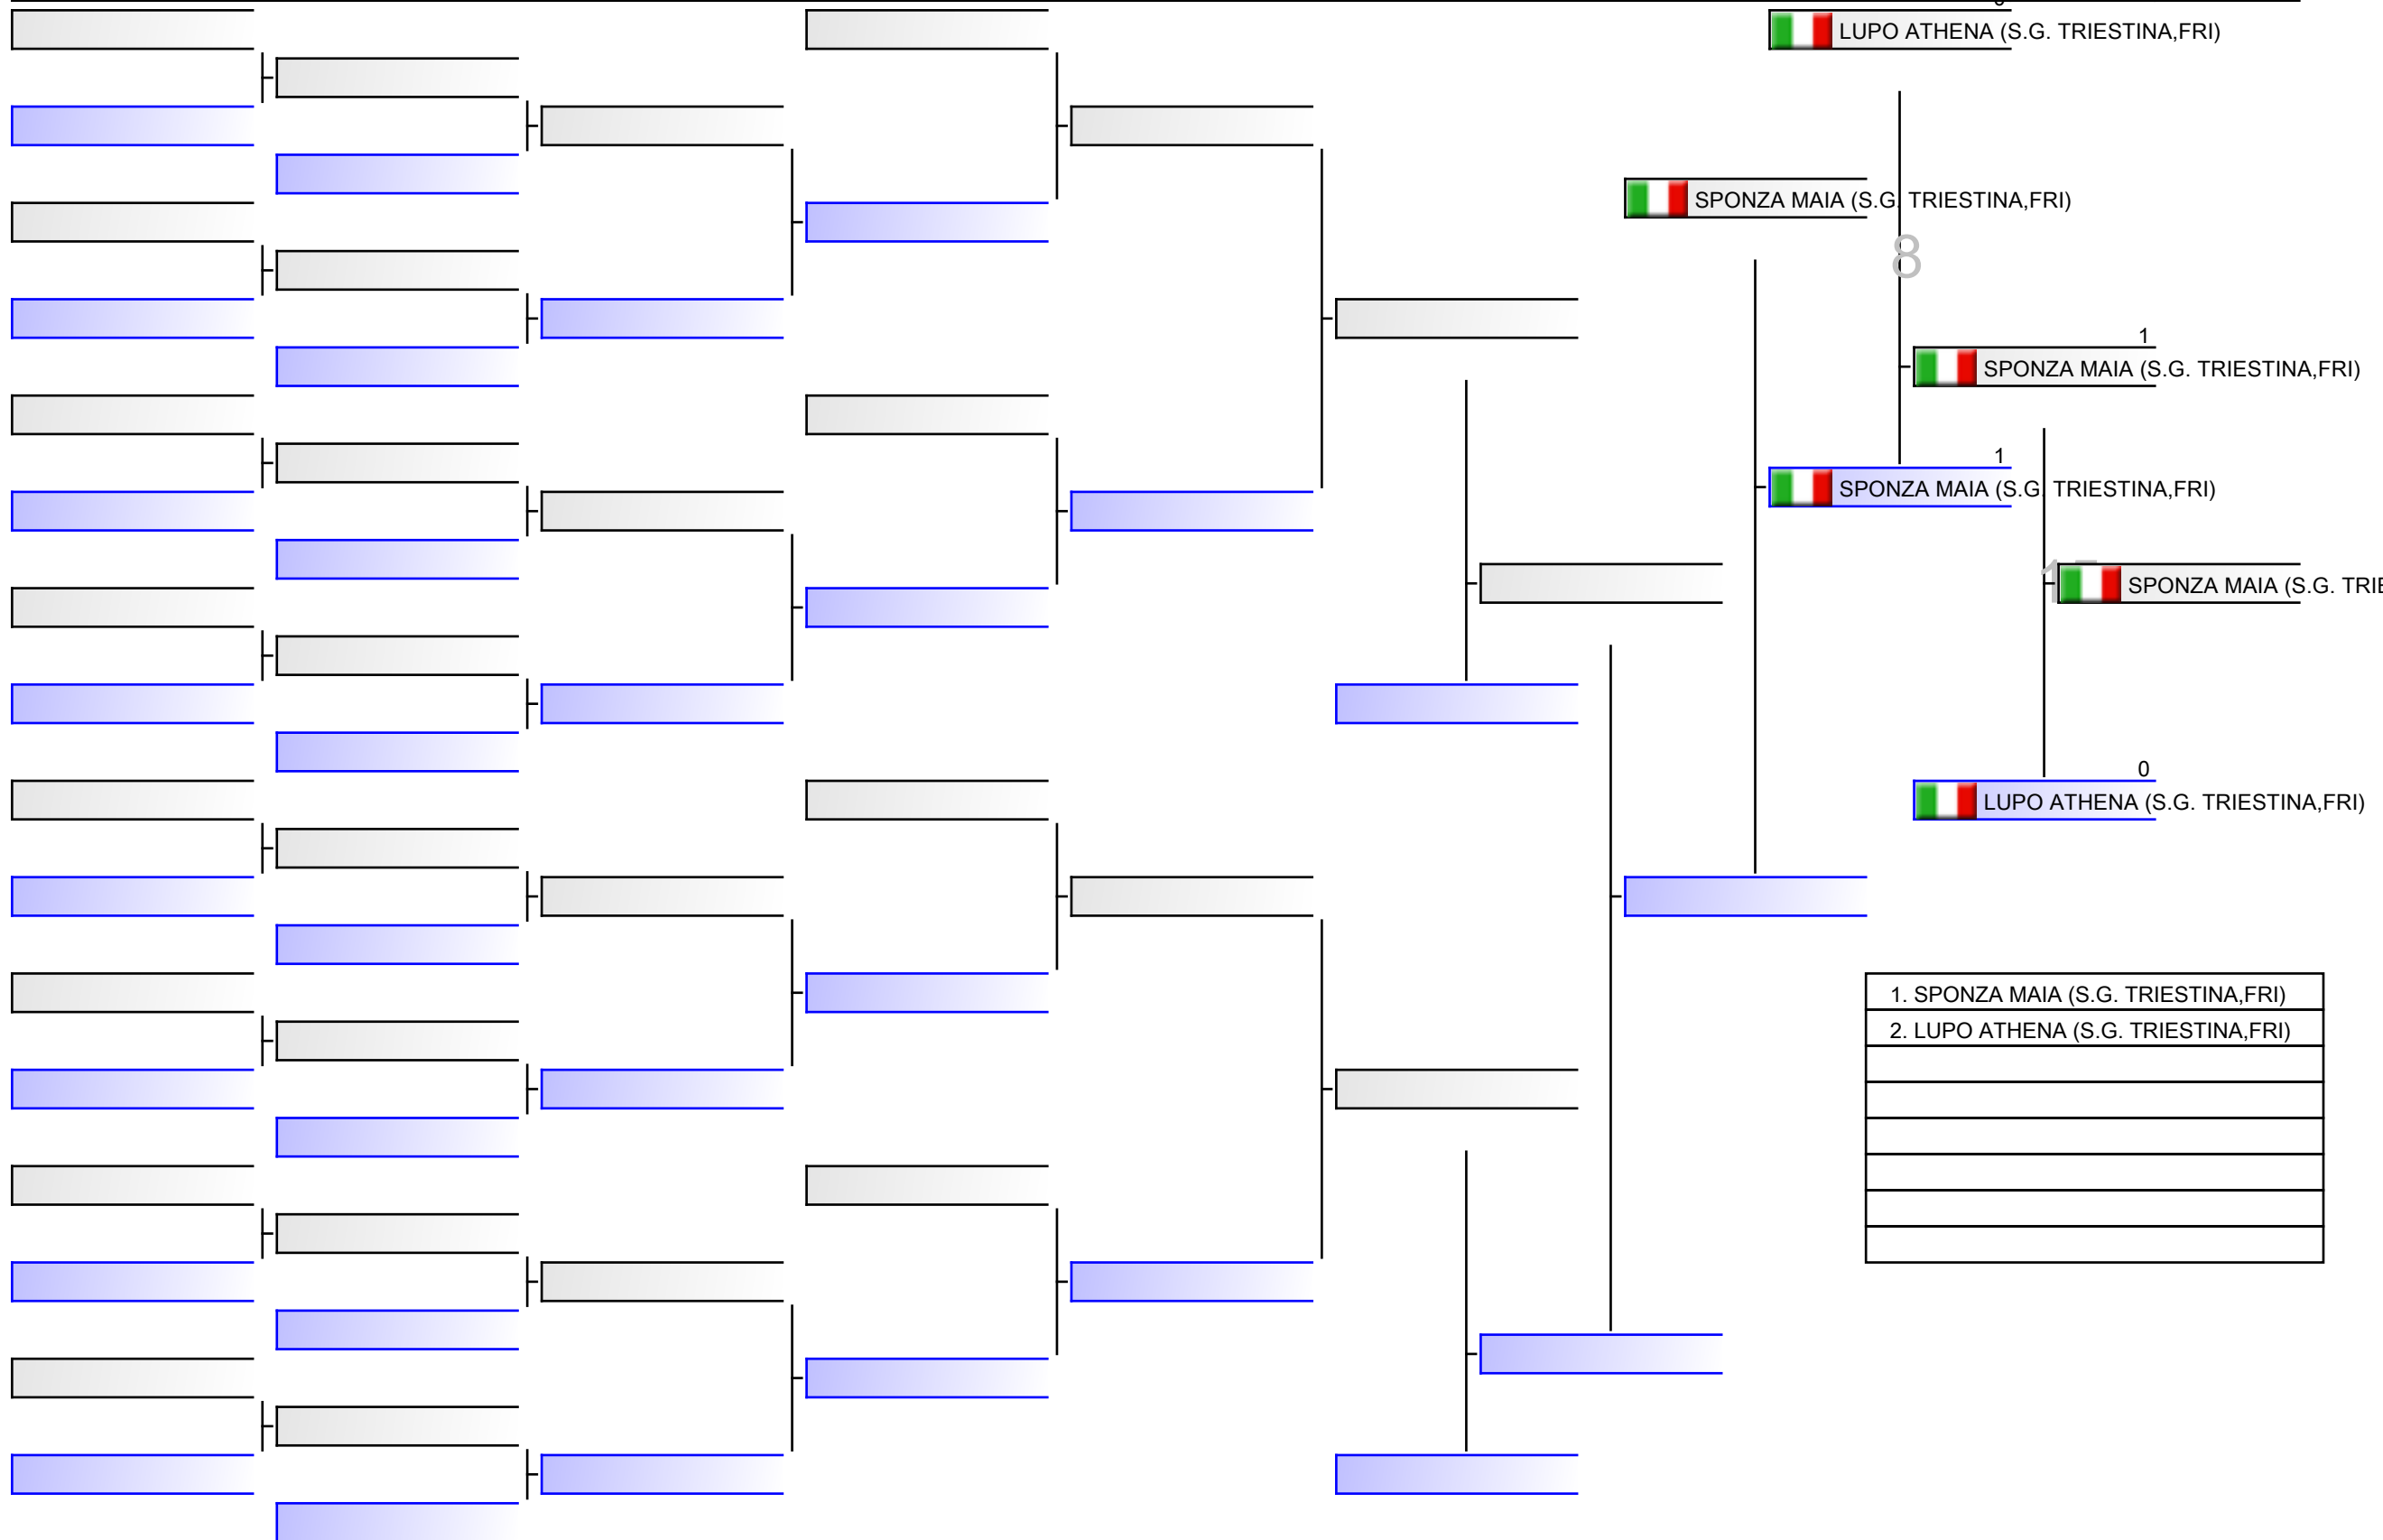 LUPO ATHENA (S.G. TRIESTINA,FRI)
SPONZA MAIA (S.G. TRIESTINA,FRI)
8
1
SPONZA MAIA (S.G. TRIESTINA,FRI)
1
SPONZA MAIA (S.G. TRIESTINA,FRI)
SPONZA MAIA (S.G.
0
LUPO ATHENA (S.G. TRIESTINA,FRI)
1. SPONZA MAIA (S.G. TRIESTINA,FRI)
2. LUPO ATHENA (S.G. TRIESTINA,FRI)